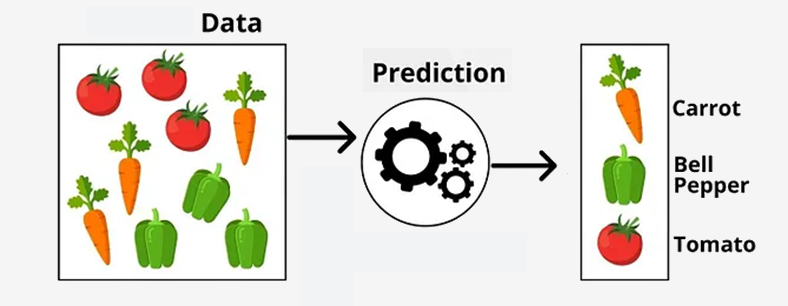 Data
Prediction
Carrot
Bell
Pepper
Tomato